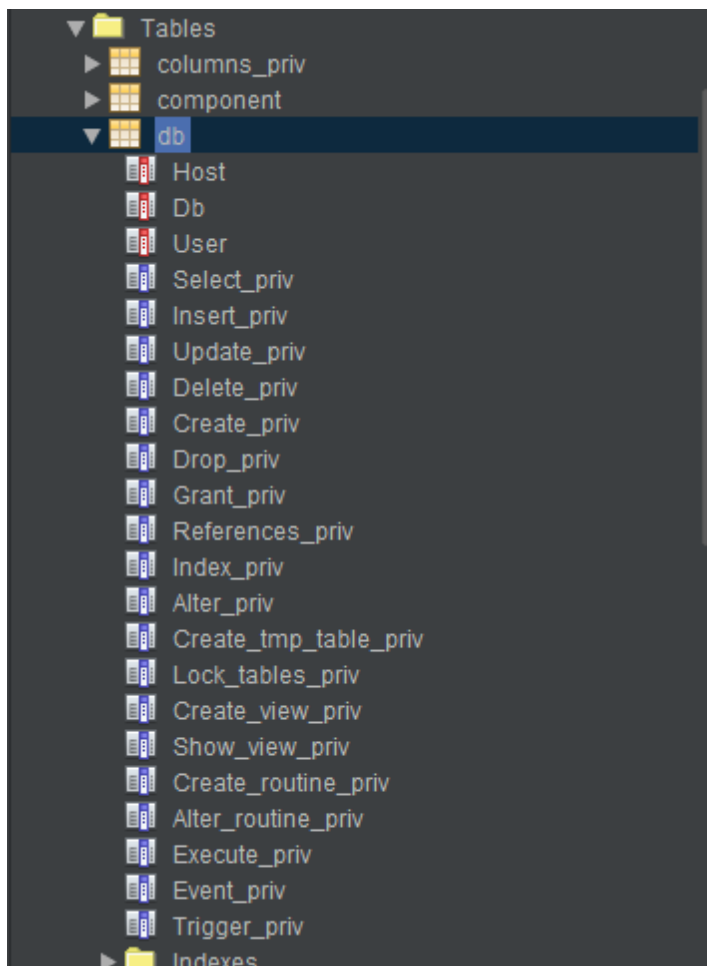 Tables
columns_priv
component
db
Host
Db
User
Select_priv
Insert_priv
Update_priv
Delete_priv
Create_priv
Drop_priv
Grant_priv
References_priv
Index_priv
Alter_priv
Create_tmp_table_priv
Lock_tables_priv
Create_view_priv
Show_view_priv
Create_routine_priv
Alter_routine_priv
Execute_priv
Event_priv
Trigger_priv
Indexes